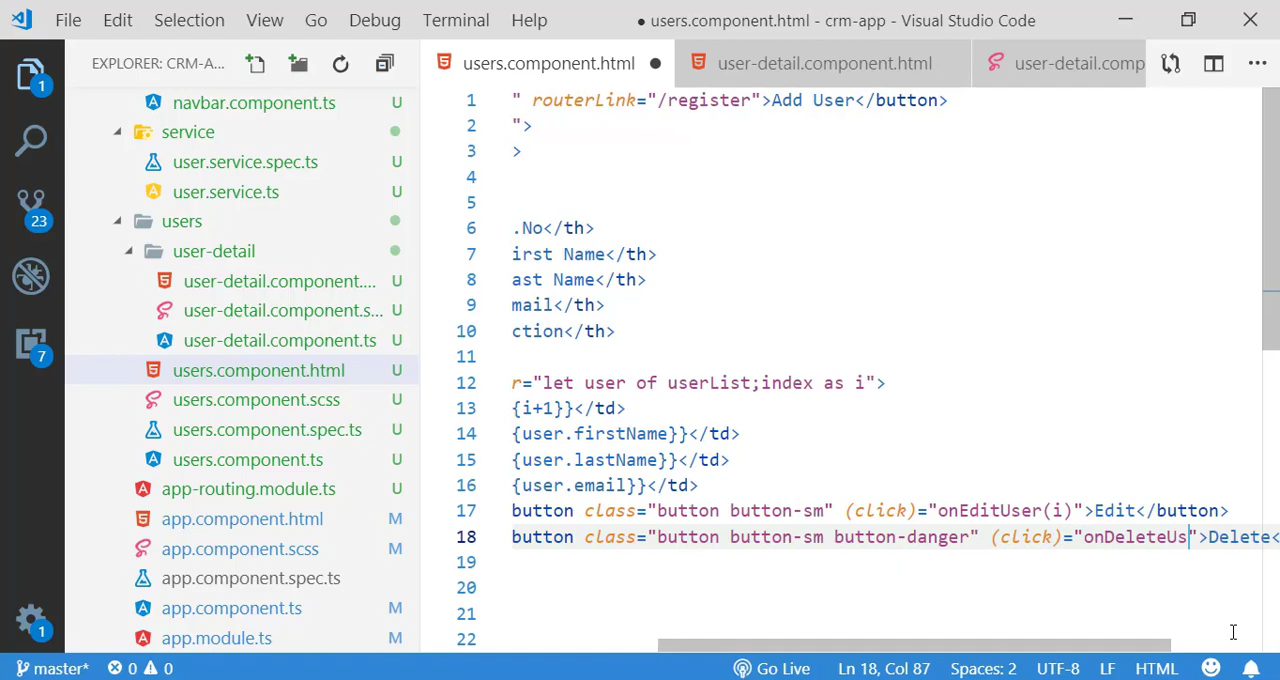 File Edit Selection View Go Debug Terminal Help ● users.component.html - crm-app - Visual Studio Code
EXPLORER: CRM-A...
users.component.html ●
user-detail.component.html
user-detail.comp
1
23
7
1
navbar.component.ts U
service
user.service.spec.ts U
user.service.ts U
users
user-detail
user-detail.component.... U
user-detail.component.s... U
user-detail.component.ts U
users.component.html U
users.component.scss U
users.component.spec.ts U
users.component.ts U
app-routing.module.ts U
app.component.html M
app.component.scss M
app.component.spec.ts
app.component.ts M
app.module.ts M
1 " routerLink="/register">Add User</button>
2 ">
3 >
4
5
6 .No</th>
7 irst Name</th>
8 ast Name</th>
9 mail</th>
10 ction</th>
11
12 r="let user of userList;index as i">
13 {i+1}}</td>
14 {user.firstName}}</td>
15 {user.lastName}}</td>
16 {user.email}}</td>
17 button class="button button-sm" (click)="onEditUser(i)">Edit</button>
18 button class="button button-sm button-danger" (click)="onDeleteUs">Delete<
19
20
21
22
master* 0 0 Go Live Ln 18, Col 87 Spaces: 2 UTF-8 LF HTML